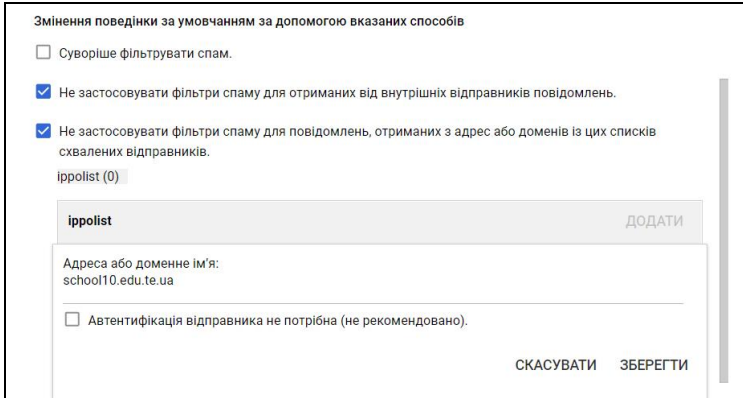 Змінення поведінки за умовчанням за допомогою вказаних способів
Суворіше фільтрувати спам.
Не застосовувати фільтри спаму для отриманих від внутрішніх відправників повідомлень.
Не застосовувати фільтри спаму для повідомлень, отриманих з адрес або доменів із цих списків
схвалених відправників.
ippolist (0)
ippolist ДОДАТИ
Адреса або доменне ім'я:
school10.edu.te.ua
Автентифікація відправника не потрібна (не рекомендовано).
СКАСУВАТИ ЗБЕРЕГТИ